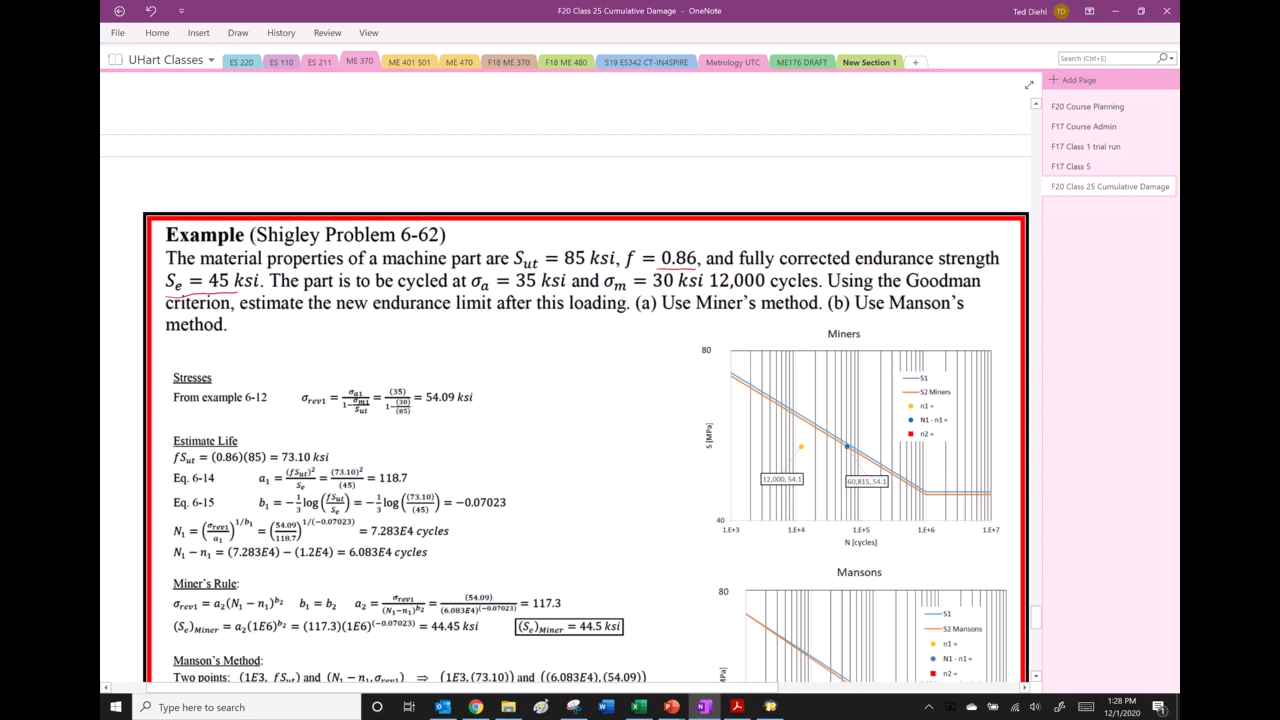 F20 Class 25 Cumulative Damage - OneNote
Ted Diehl TD
File Home Insert Draw History Review View
UHart Classes ES 220 ES 110 ES 211 ME 370 ME 401 501 ME 470 F18 ME 370 F18 ME 480 S19 ES342 CT-IN4SPIRE Metrology UTC ME176 DRAFT New Section 1 +
Search (Ctrl+E)
Add Page
F20 Course Planning
F17 Course Admin
F17 Class 1 trial run
F17 Class 5
F20 Class 25 Cumulative Damage
Example (Shigley Problem 6-62)
The material properties of a machine part are S_ut = 85 ksi, f = 0.86, and fully corrected endurance strength
S_e = 45 ksi. The part is to be cycled at σ_a = 35 ksi and σ_m = 30 ksi 12,000 cycles. Using the Goodman
criterion, estimate the new endurance limit after this loading. (a) Use Miner's method. (b) Use Manson's
method.
Stresses
From example 6-12 σ_rev1 = σ_a1/(1-σ_m1/S_ut) = (35)/(1-(30)/(85)) = 54.09 ksi
Estimate Life
fS_ut = (0.86)(85) = 73.10 ksi
Eq. 6-14 a_1 = (fS_ut)^2/S_e = (73.10)^2/(45) = 118.7
Eq. 6-15 b_1 = -1/3 log(fS_ut/S_e) = -1/3 log((73.10)/(45)) = -0.07023
N_1 = (σ_rev1/a_1)^1/b_1 = (54.09/118.7)^1/(-0.07023) = 7.283E4 cycles
N_1 - n_1 = (7.283E4) - (1.2E4) = 6.083E4 cycles
Miner's Rule:
σ_rev1 = a_2(N_1 - n_1)^b_2 b_1 = b_2 a_2 = σ_rev1/(N_1-n_1)^b_2 = (54.09)/(6.083E4)^(-0.07023) = 117.3
(S_e)_Miner = a_2(1E6)^b_2 = (117.3)(1E6)^(-0.07023) = 44.45 ksi (S_e)_Miner = 44.5 ksi
Manson's Method:
Two points: (1E3, fS_ut) and (N_1 - n_1, σ_rev1) ⇒ (1E3, (73.10)) and ((6.083E4), (54.09))
Miners
80
S [MPa]
40
S1
S2 Miners
n1 =
N1 - n1 =
n2 =
12,000, 54.1
60,815, 54.1
1.E+3 1.E+4 1.E+5 1.E+6 1.E+7
N [cycles]
Mansons
80
S1
S2 Mansons
n1 =
N1 - n1 =
n2 =
Type here to search
1:28 PM
12/1/2020